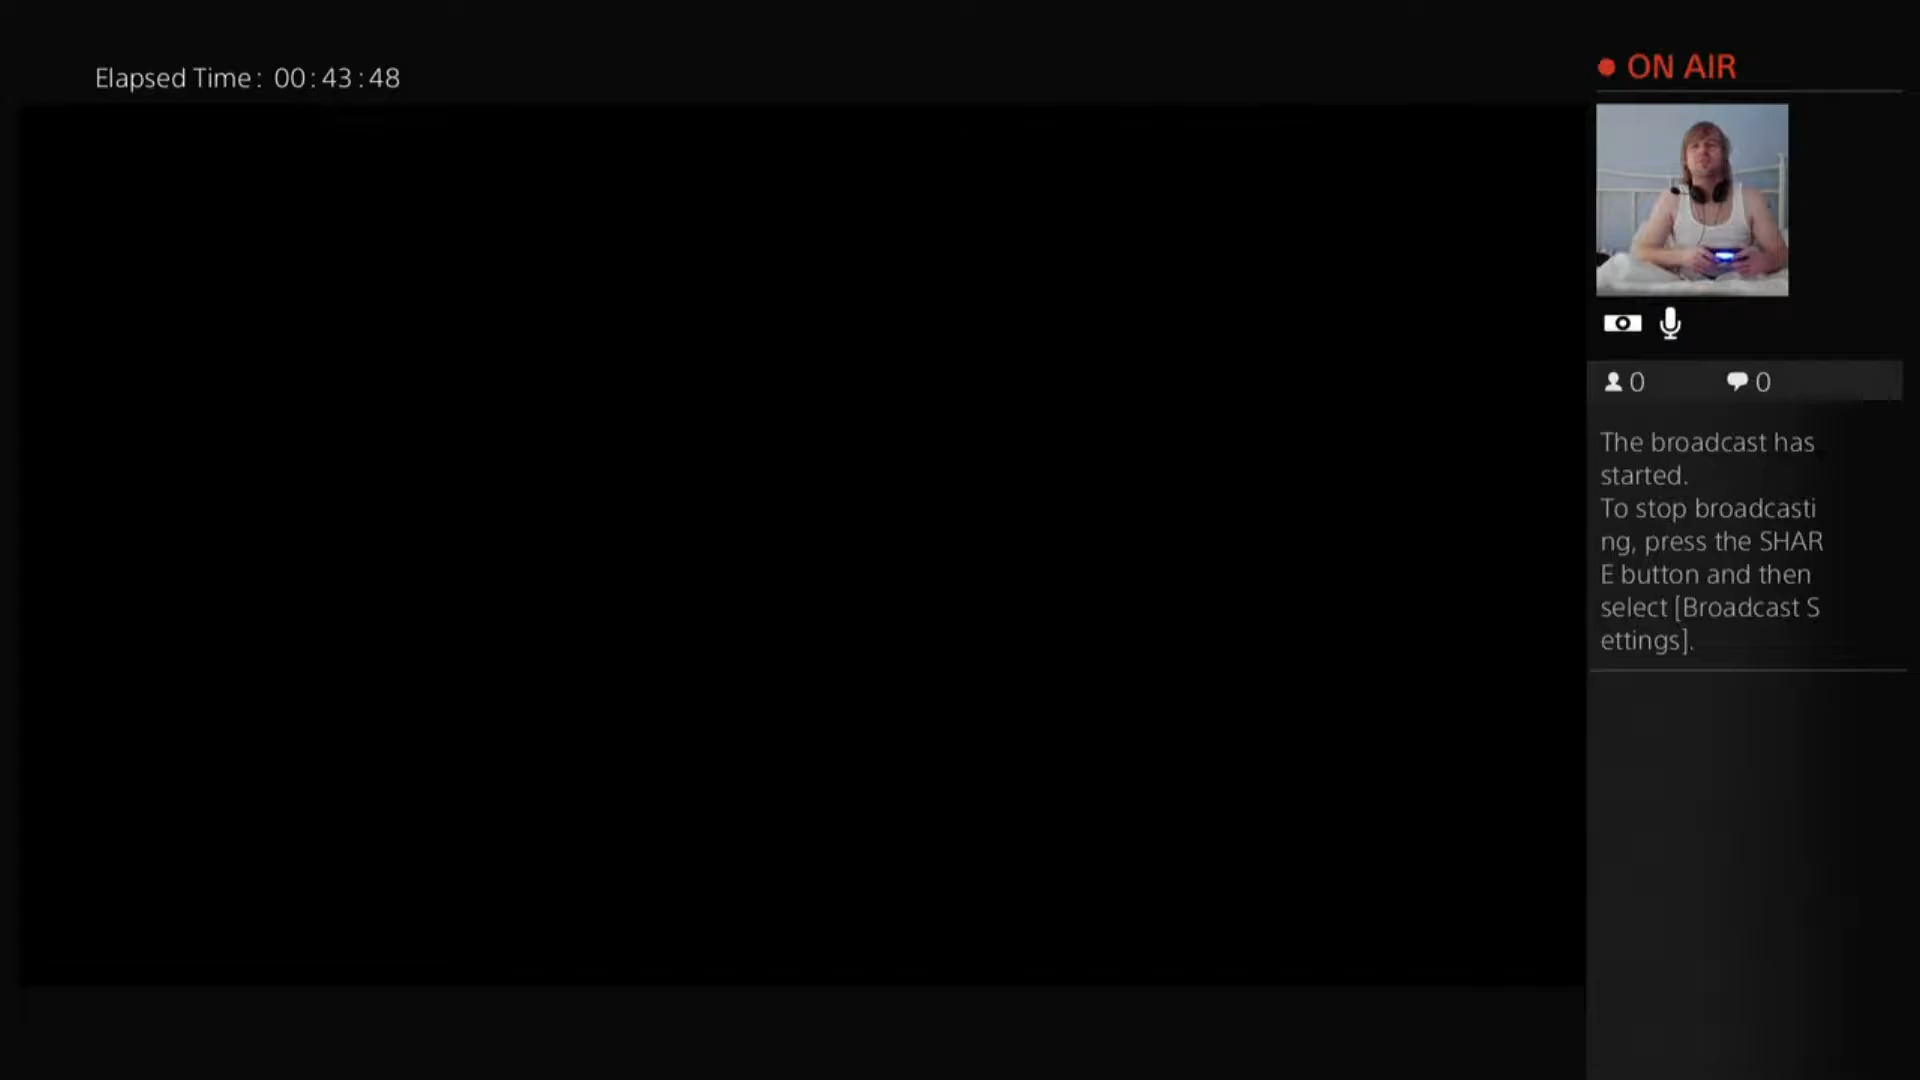 Elapsed Time: 00:43:48
ON AIR
0 0
The broadcast has
started.
To stop broadcasti
ng, press the SHAR
E button and then
select [Broadcast S
ettings].